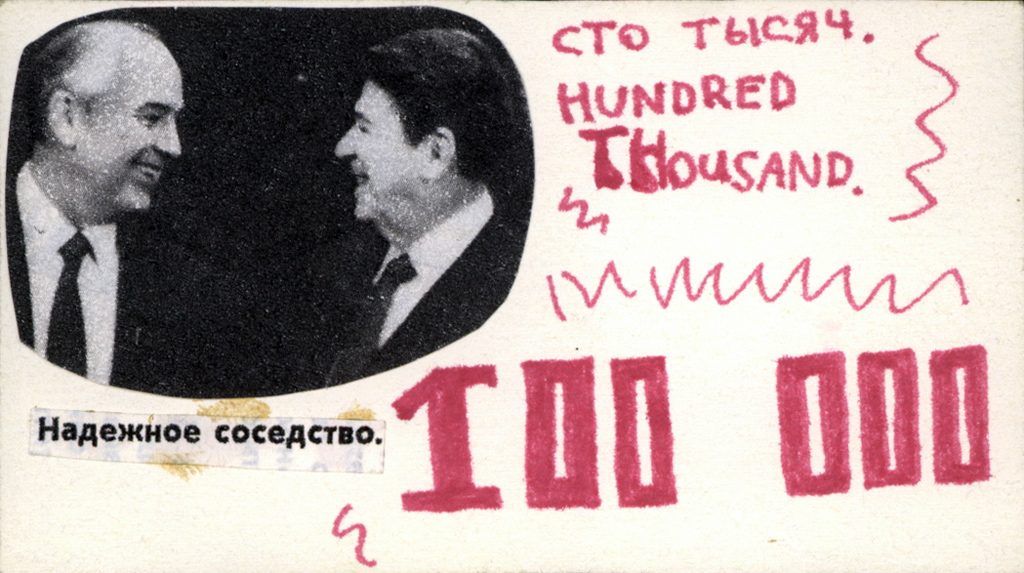 СТО ТЫСЯЧ.
HUNDRED
THOUSAND.
100 000
Надежное соседство.